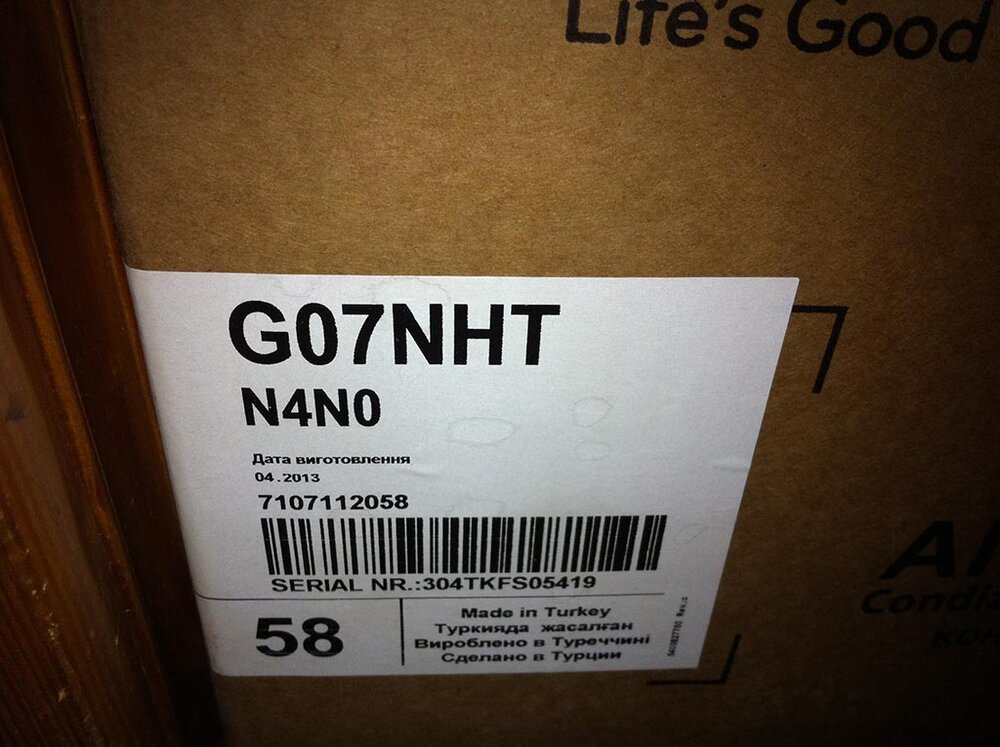 Life's Good
G07NHT
N4N0
Дата виготовлення
04.2013
7107112058
SERIAL NR.:304TKFS05419
58
Made in Turkey
Туркияда жасалған
Вироблено в Туреччині
Сделано в Турции